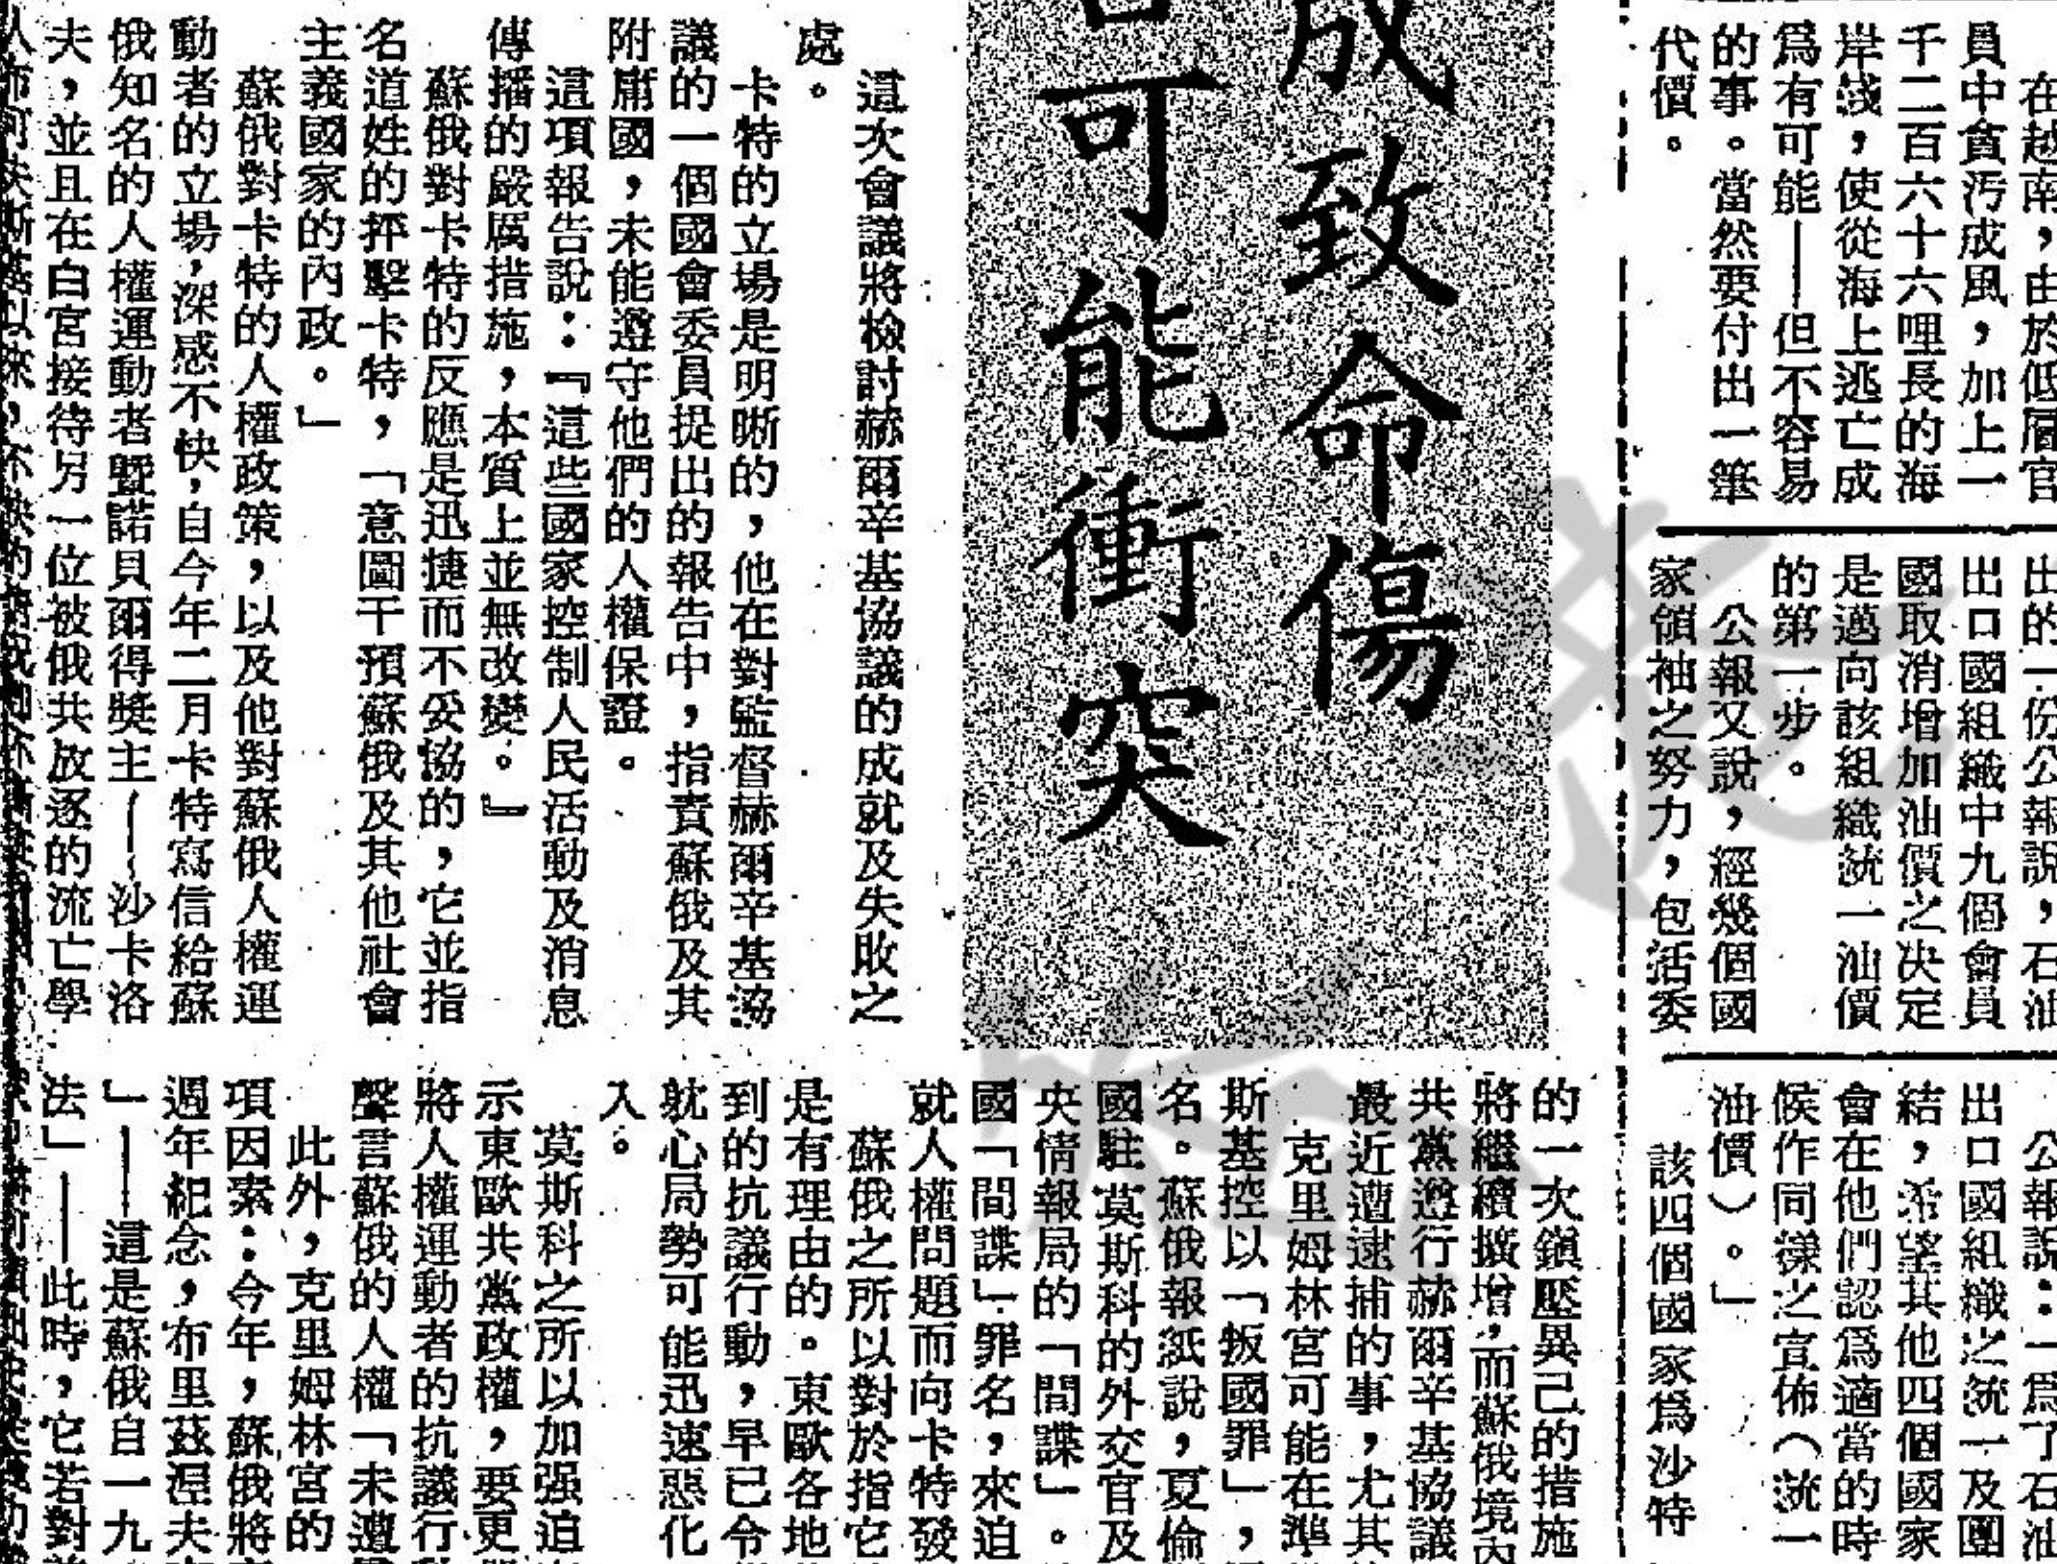 在越南，由於低層官
員中貪污成風，加上一
千二百六十六哩長的海
岸綫，使從海上逃亡成
爲有可能——但不容易
的事。當然要付出一筆
代價。
出的一份公報說，石油
出口國組織中九個會員
國取消增加油價之决定
是邁向該組織統一油價
的第一步。
公報又說，經幾個國
家領袖之努力，包括委
公報說：一爲了石油
出口國組織之統一及團
結，希望其他四個國家
會在他們認爲適當的時
候作同樣之宣佈（統一
油價）。」
該四個國家爲沙特
成致命傷
可能衝突
這次會議將檢討赫爾辛基協議的成就及失敗之
處。
卡特的立場是明晰的，他在對監督赫爾辛基協
議的一個國會委員提出的報告中，指責蘇俄及其
附庸國，未能遵守他們的人權保證。
這項報告說：『這些國家控制人民活動及消息
傳播的嚴厲措施，本質上並無改變。』
蘇俄對卡特的反應是迅捷而不妥協的，它並指
名道姓的抨擊卡特，「意圖干預蘇俄及其他社會
主義國家的內政。」
蘇俄對卡特的人權政策，以及他對蘇俄人權運
動者的立場，深感不快，自今年二月卡特寫信給蘇
俄知名的人權運動者暨諾貝爾得獎主——沙卡洛
夫，並且在白宮接待另一位被俄共放逐的流亡學
的一次鎮壓異己的措施
將繼續擴增，而蘇俄境內
共黨進行赫爾辛基協議
最近遭逮捕的事，尤其
克里姆林宮可能在準
斯基控以「叛國罪」，
名。蘇俄報紙說，夏倫
國駐莫斯科的外交官及
央情報局的「間諜」。
國「間諜」罪名，來迫
就人權問題而向卡特發
蘇俄之所以對於指它
是有理由的。東歐各地
到的抗議行動，早已令
就心局勢可能迅速惡化
入。
莫斯科之所以加强迫
示東歐共黨政權，要更
將人權運動者的抗議行
聲言蘇俄的人權「未遭
此外，克里姆林宮的
項因素：今年，蘇俄將
週年紀念，布里茲湼夫
」——這是蘇俄自一九
法」——此時，它若對